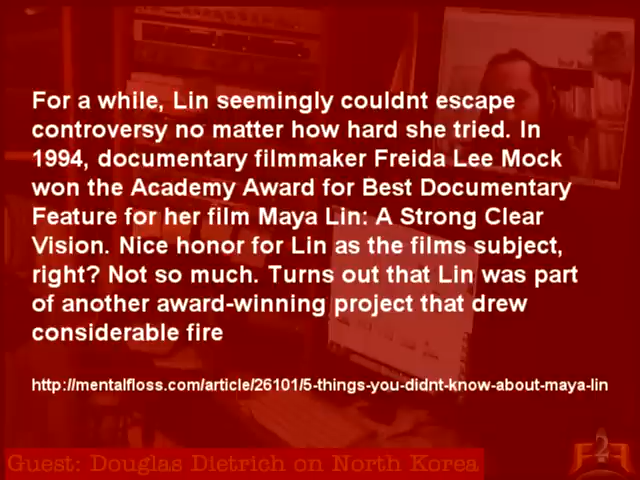 For a while, Lin seemingly couldnt escape
controversy no matter how hard she tried. In
1994, documentary filmmaker Freida Lee Mock
won the Academy Award for Best Documentary
Feature for her film Maya Lin: A Strong Clear
Vision. Nice honor for Lin as the films subject,
right? Not so much. Turns out that Lin was part
of another award-winning project that drew
considerable fire
http://mentalfloss.com/article/26101/5-things-you-didnt-know-about-maya-lin
Guest: Douglas Dietrich on North Korea
F2F